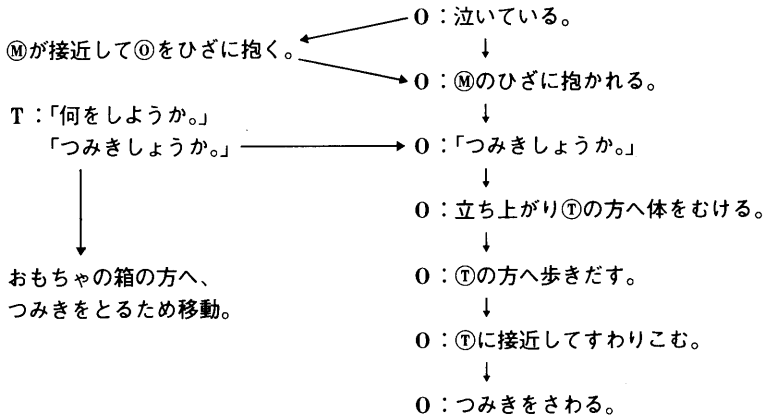 O：泣いている。
Ⓜが接近してⓄをひざに抱く。
O：Ⓜのひざに抱かれる。
T：「何をしようか。」
「つみきしょうか。」
O：「つみきしょうか。」
O：立ち上がりⓉの方へ体をむける。
おもちゃの箱の方へ、
つみきをとるため移動。
O：Ⓣの方へ歩きだす。
O：Ⓣに接近してすわりこむ。
O：つみきをさわる。